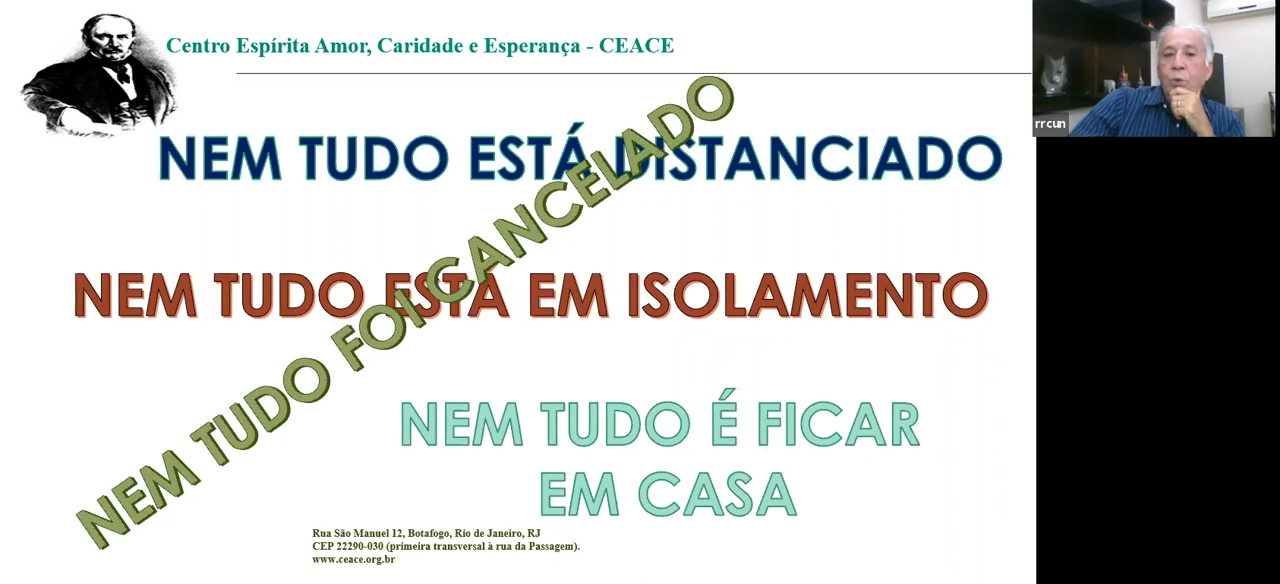 Centro Espírita Amor, Caridade e Esperança - CEACE
rrcun
NEM TUDO ESTÁ DISTANCIADO
NEM TUDO FOI CANCELADO
NEM TUDO ESTÁ EM ISOLAMENTO
NEM TUDO É FICAR
EM CASA
Rua São Manuel 12, Botafogo, Rio de Janeiro, RJ
CEP 22290-030 (primeira transversal à rua da Passagem).
www.ceace.org.br